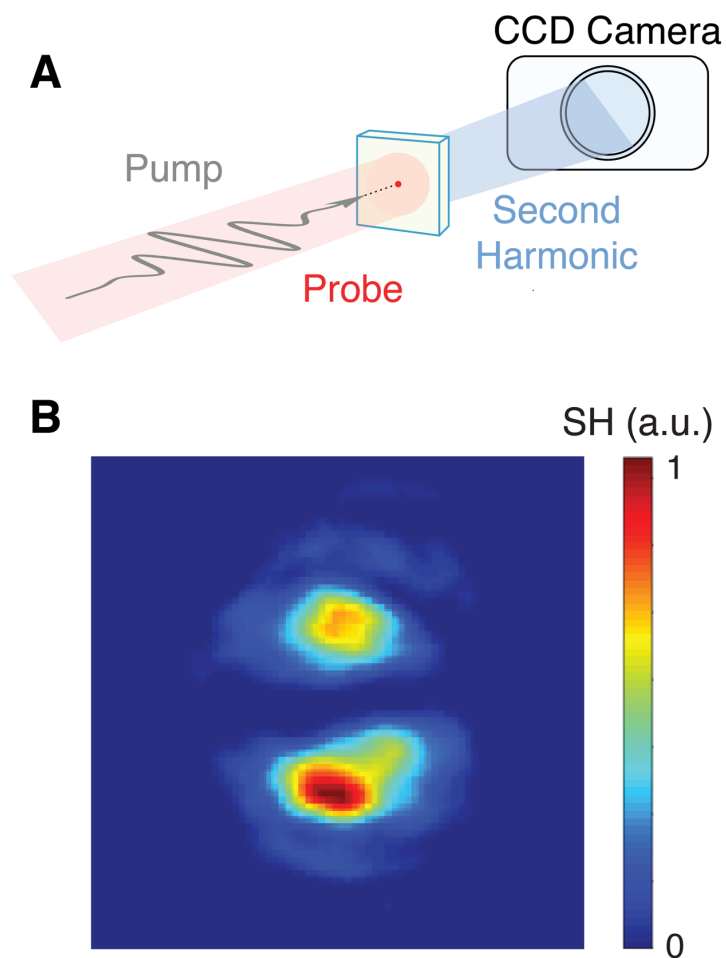 CCD Camera
A
Pump
Second
Harmonic
Probe
B
SH (a.u.)
1
0